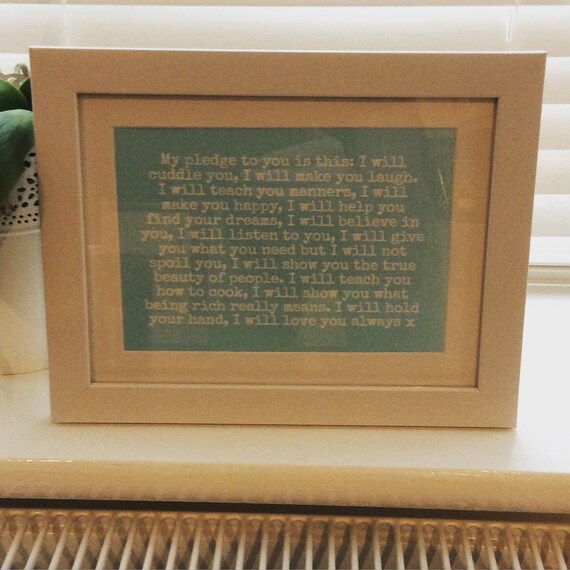 My pledge to you is this: I will
cuddle you, I will make you laugh.
I will teach you manners, I will
make you happy, I will help you
find your dreams, I will believe in
you, I will listen to you, I will give
you what you need but I will not
spoil you, I will show you the true
beauty of people. I will teach you
how to cook, I will show you what
being rich really means. I will hold
your hand, I will love you always x